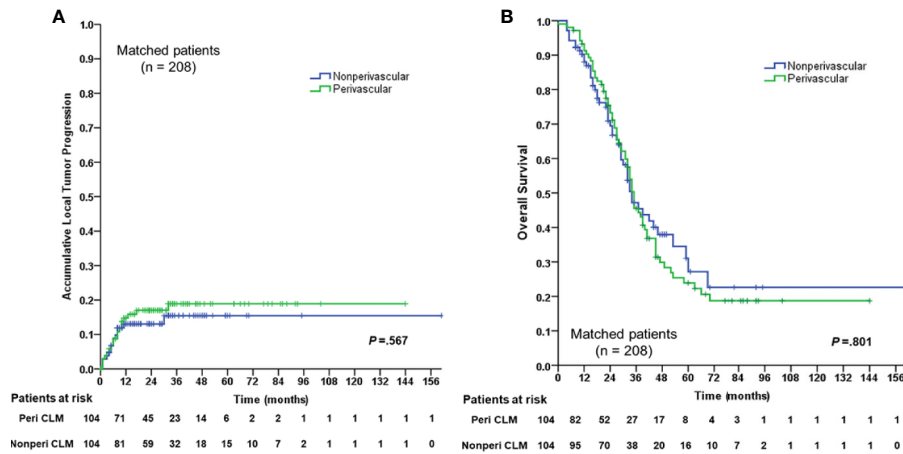 A
Accumulative Local Tumor Progression
1.0
0.9
0.8
0.7
0.6
0.5
0.4
0.3
0.2
0.1
0.0
Matched patients
(n = 208)
Nonperivascular
Perivascular
P =.567
0 12 24 36 48 60 72 84 96 108 120 132 144 156
Time (months)
Patients at risk
Peri CLM 104 71 45 23 14 6 2 2 1 1 1 1 1 1
Nonperi CLM 104 81 59 32 18 15 10 7 2 1 1 1 1 0
B
Overall Survival
1.0
0.9
0.8
0.7
0.6
0.5
0.4
0.3
0.2
0.1
0.0
Nonperivascular
Perivascular
Matched patients
(n = 208)
P =.801
0 12 24 36 48 60 72 84 96 108 120 132 144 156
Time (months)
Patients at risk
Peri CLM 104 82 52 27 17 8 4 3 1 1 1 1 1 1
Nonperi CLM 104 95 70 38 20 16 10 7 2 1 1 1 1 0